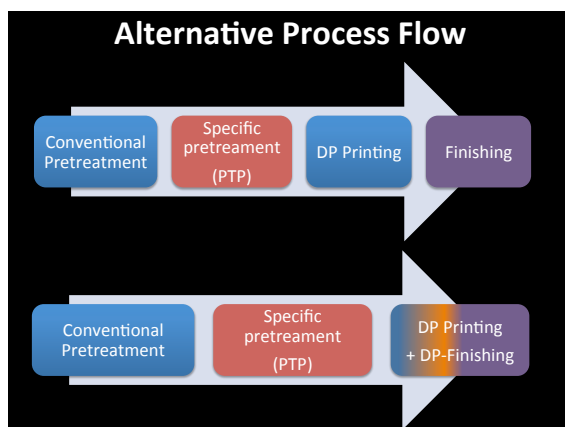 Alternative Process Flow
Conventional
Pretreatment
Specific
pretreament
(PTP)
DP Printing
Finishing
Conventional
Pretreatment
Specific
pretreament
(PTP)
DP Printing
+ DP-Finishing